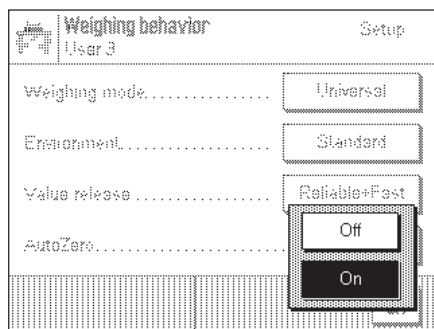 Weighing behavior
Setup
User 3
Weighing mode................
Universal
Environment...................
Standard
Value release.................
Reliable+Fast
AutoZero......................
Off
On